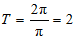 T = 2π/π = 2